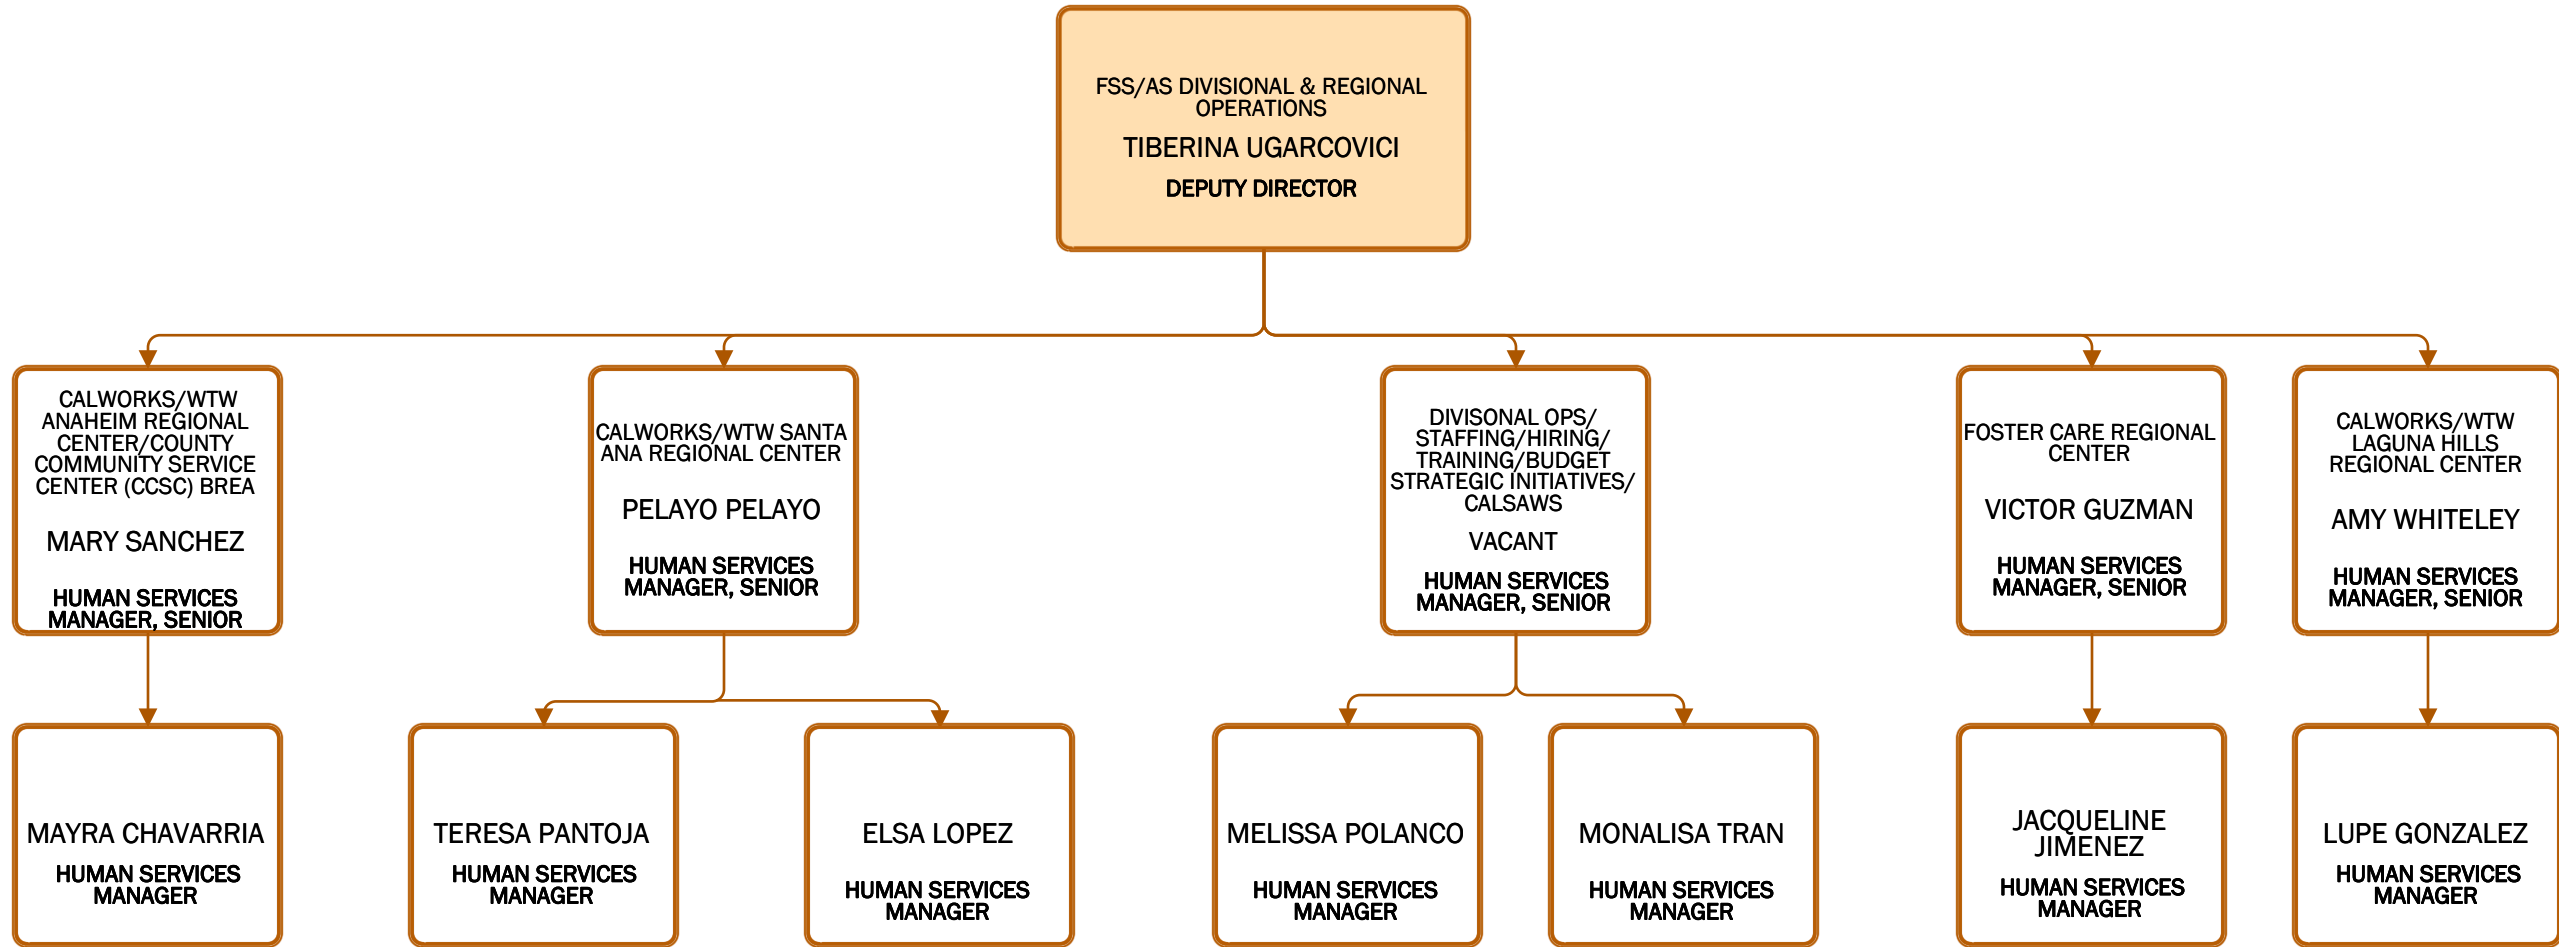 FSS/AS DIVISIONAL & REGIONAL
OPERATIONS
TIBERINA UGARCOVICI
DEPUTY DIRECTOR
CALWORKS/WTW
ANAHEIM REGIONAL
CENTER/COUNTY
COMMUNITY SERVICE
CENTER (CCSC) BREA
MARY SANCHEZ
HUMAN SERVICES
MANAGER, SENIOR
CALWORKS/WTW SANTA
ANA REGIONAL CENTER
PELAYO PELAYO
HUMAN SERVICES
MANAGER, SENIOR
DIVISONAL OPS/
STAFFING/HIRING/
TRAINING/BUDGET
STRATEGIC INITIATIVES/
CALSAWS
VACANT
HUMAN SERVICES
MANAGER, SENIOR
FOSTER CARE REGIONAL
CENTER
VICTOR GUZMAN
HUMAN SERVICES
MANAGER, SENIOR
CALWORKS/WTW
LAGUNA HILLS
REGIONAL CENTER
AMY WHITELEY
HUMAN SERVICES
MANAGER, SENIOR
MAYRA CHAVARRIA
HUMAN SERVICES
MANAGER
TERESA PANTOJA
HUMAN SERVICES
MANAGER
ELSA LOPEZ
HUMAN SERVICES
MANAGER
MELISSA POLANCO
HUMAN SERVICES
MANAGER
MONALISA TRAN
HUMAN SERVICES
MANAGER
JACQUELINE
JIMENEZ
HUMAN SERVICES
MANAGER
LUPE GONZALEZ
HUMAN SERVICES
MANAGER